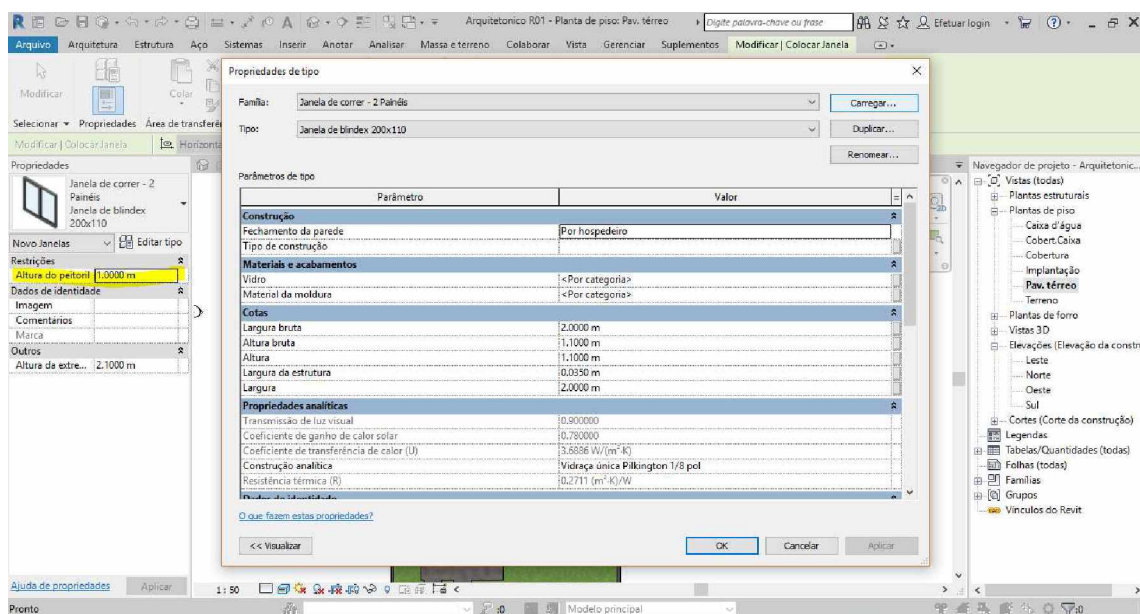 Arquitetonico R01 - Planta de piso: Pav. térreo
Digite palavra-chave ou frase
Efetuar login
Arquivo Arquitetura Estrutura Aço Sistemas Inserir Anotar Analisar Massa e terreno Colaborar Vista Gerenciar Suplementos Modificar | Colocar Janela
Modificar
Colar
Selecionar Propriedades Área de transferê
Modificar | Colocar Janela
Horizonta
Propriedades
Janela de correr - 2
Painéis
Janela de blindex
200x110
Novo Janelas
Editar tipo
Restrições
Altura do peitoril 1.0000 m
Dados de identidade
Imagem
Comentários
Marca
Outros
Altura da extre... 2.1000 m
Ajuda de propriedades
Aplicar
Propriedades de tipo
Família: Janela de correr - 2 Painéis
Carregar...
Tipo: Janela de blindex 200x110
Duplicar...
Renomear...
Parâmetros de tipo
Parâmetro Valor =
Construção
Fechamento da parede Por hospedeiro
Tipo de construção
Materiais e acabamentos
Vidro <Por categoria>
Material da moldura <Por categoria>
Cotas
Largura bruta 2.0000 m
Altura bruta 1.1000 m
Altura 1.1000 m
Largura da estrutura 0.0350 m
Largura 2.0000 m
Propriedades analíticas
Transmissão de luz visual 0.900000
Coeficiente de ganho de calor solar 0.780000
Coeficiente de transferência de calor (U) 3.6886 W/(m²·K)
Construção analítica Vidraça única Pilkington 1/8 pol
Resistência térmica (R) 0.2711 (m²·K)/W
Dados de identidade
O que fazem estas propriedades?
<< Visualizar
OK
Cancelar
Aplicar
Navegador de projeto - Arquitetonic...
Vistas (todas)
Plantas estruturais
Plantas de piso
Caixa d'água
Cobert.Caixa
Cobertura
Implantação
Pav. térreo
Terreno
Plantas de forro
Vistas 3D
Elevações (Elevação da constr
Leste
Norte
Oeste
Sul
Cortes (Corte da construção)
Legendas
Tabelas/Quantidades (todas)
Folhas (todas)
Famílias
Grupos
Vínculos do Revit
1 : 50
Pronto
:0
Modelo principal
:0